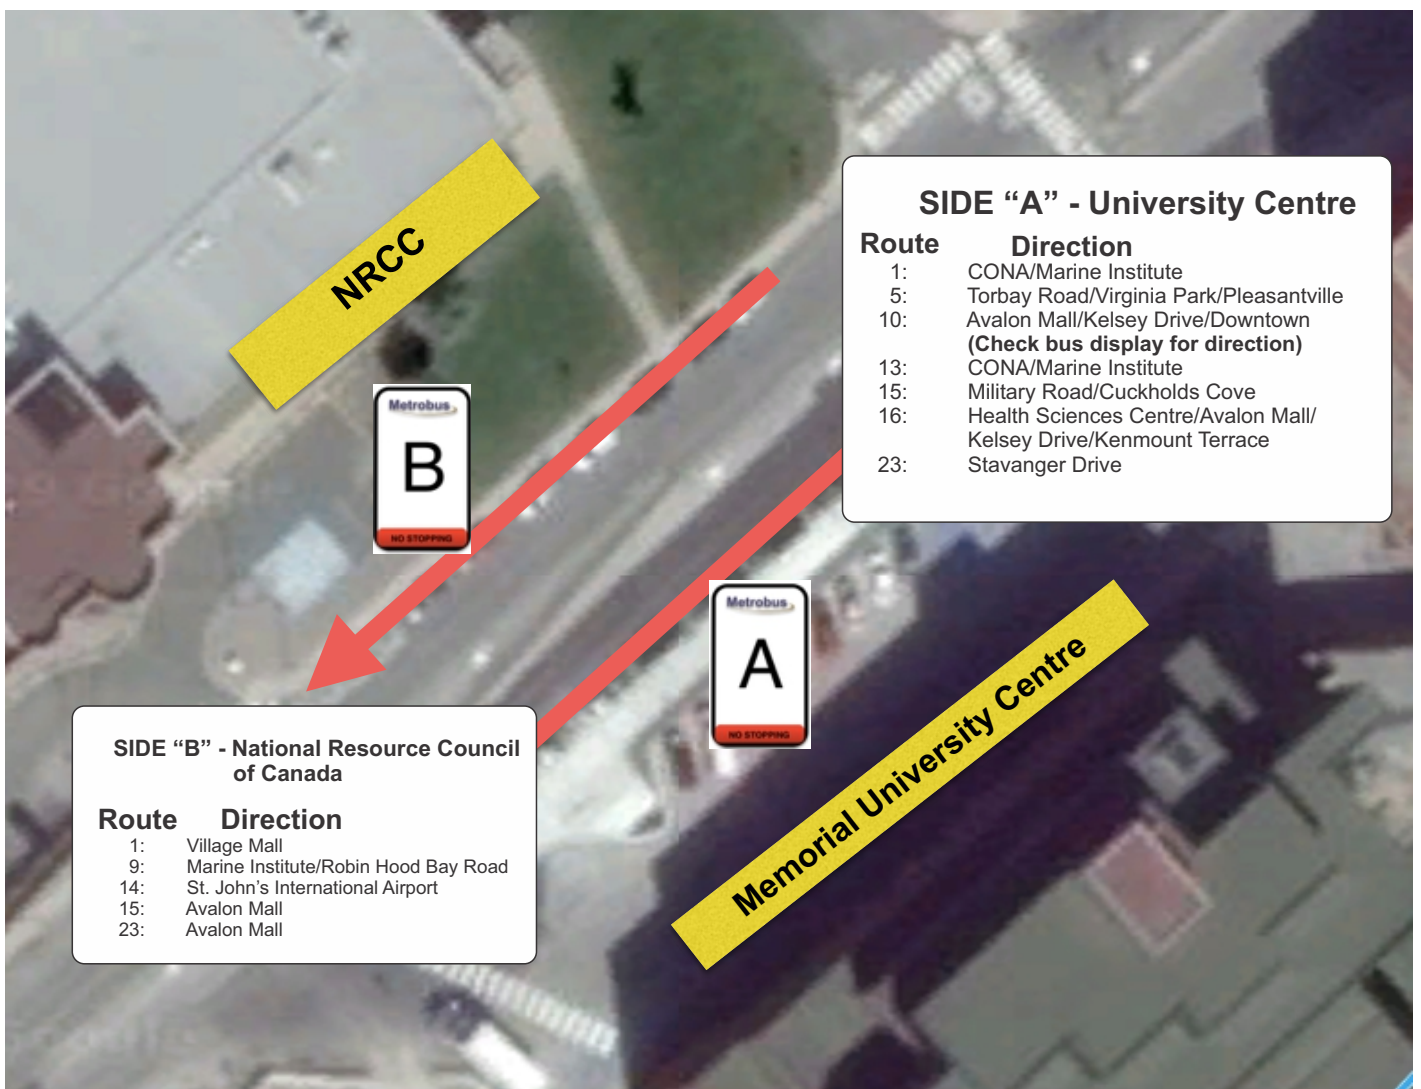 NRCC
SIDE “A” - University Centre
Route Direction
1: CONA/Marine Institute
5: Torbay Road/Virginia Park/Pleasantville
10: Avalon Mall/Kelsey Drive/Downtown
(Check bus display for direction)
13: CONA/Marine Institute
15: Military Road/Cuckholds Cove
16: Health Sciences Centre/Avalon Mall/
Kelsey Drive/Kenmount Terrace
23: Stavanger Drive
Metrobus
B
NO STOPPING
Metrobus
A
NO STOPPING
Memorial University Centre
SIDE “B” - National Resource Council
of Canada
Route Direction
1: Village Mall
9: Marine Institute/Robin Hood Bay Road
14: St. John’s International Airport
15: Avalon Mall
23: Avalon Mall